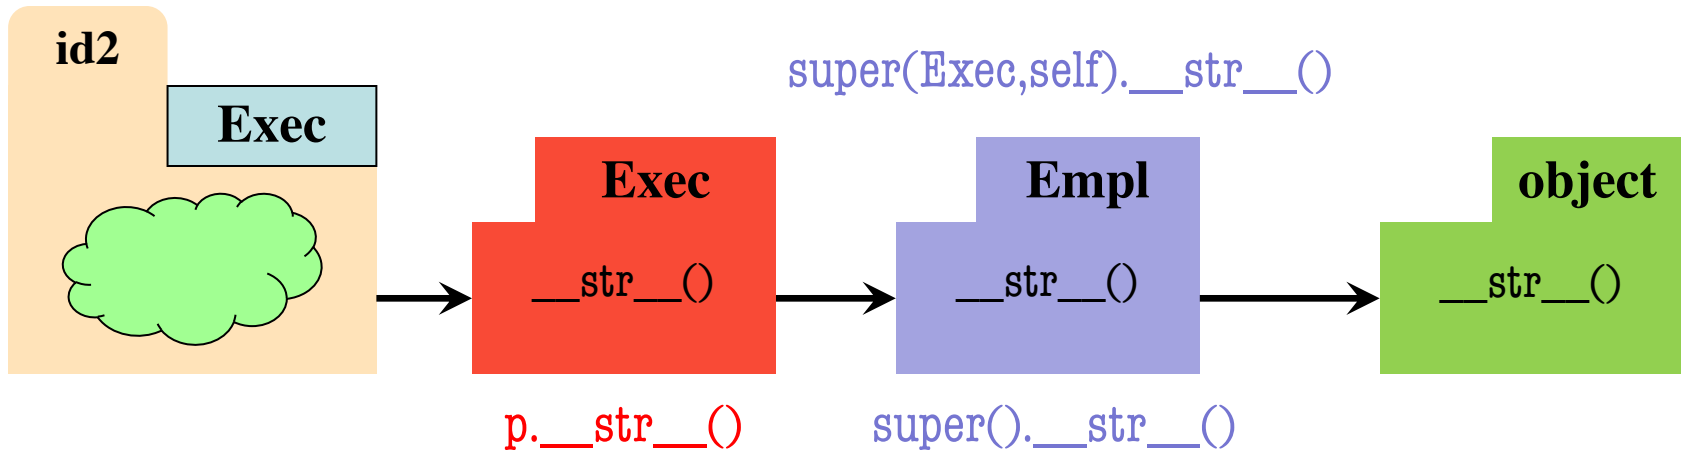 id2
super(Exec,self).__str__()
Exec
Exec
Empl
object
__str__()
__str__()
__str__()
p.__str__()
super().__str__()